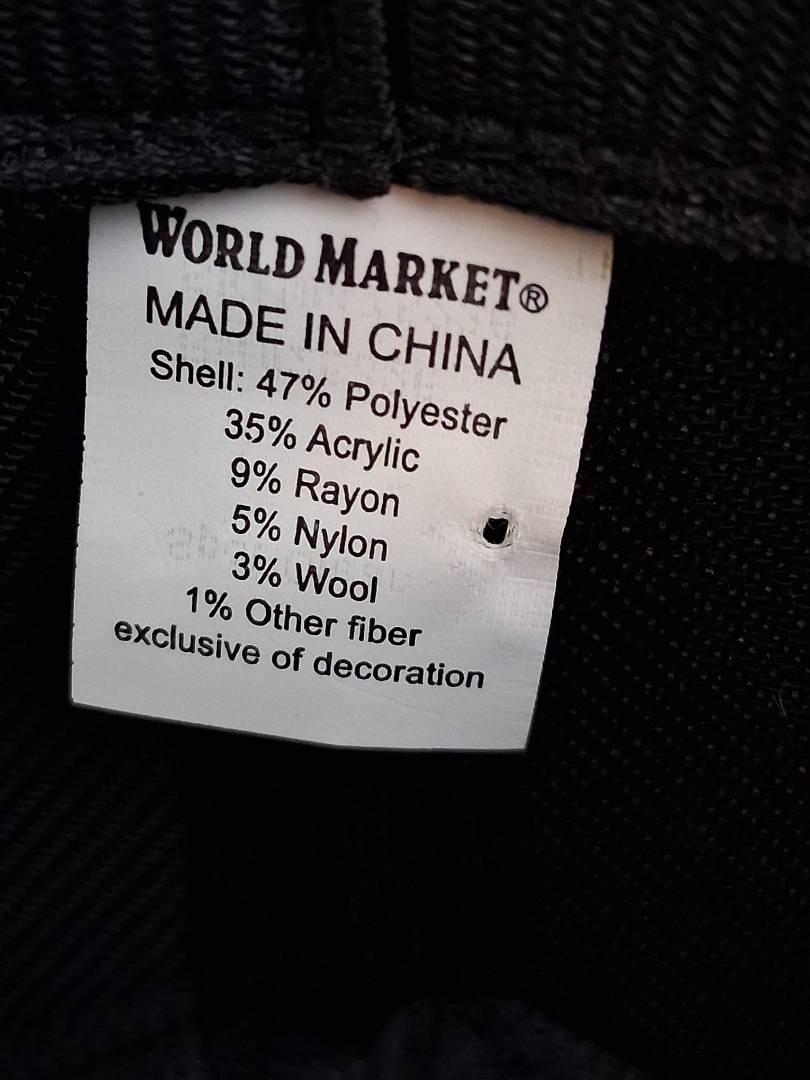 WORLD MARKET®
MADE IN CHINA
Shell: 47% Polyester
35% Acrylic
9% Rayon
5% Nylon
3% Wool
1% Other fiber
exclusive of decoration